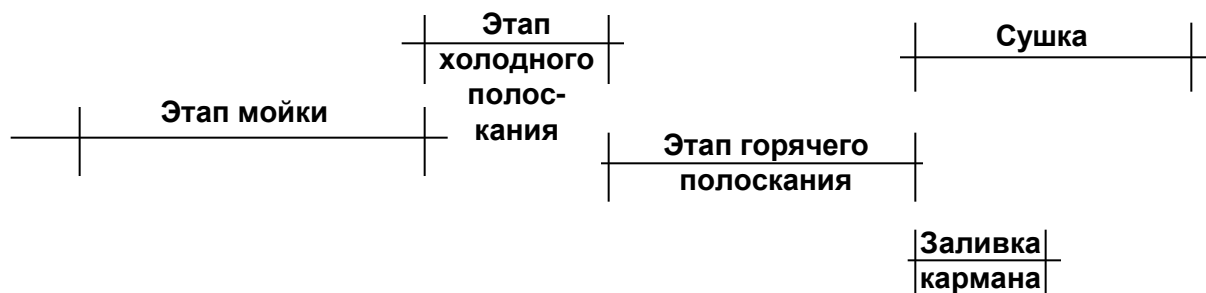 Этап
холодного
полос-
кания
Сушка
Этап мойки
Этап горячего
полоскания
Заливка
кармана